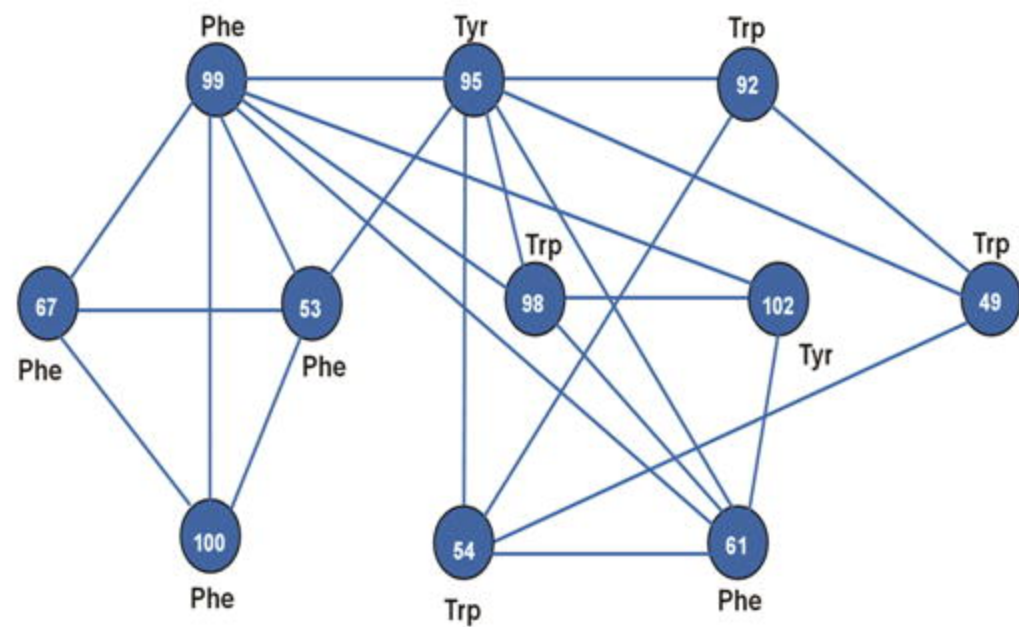 Phe Tyr Trp
99 95 92
Trp Trp
67 53 98 102 49
Phe Phe Tyr
100 54 61
Phe Trp Phe